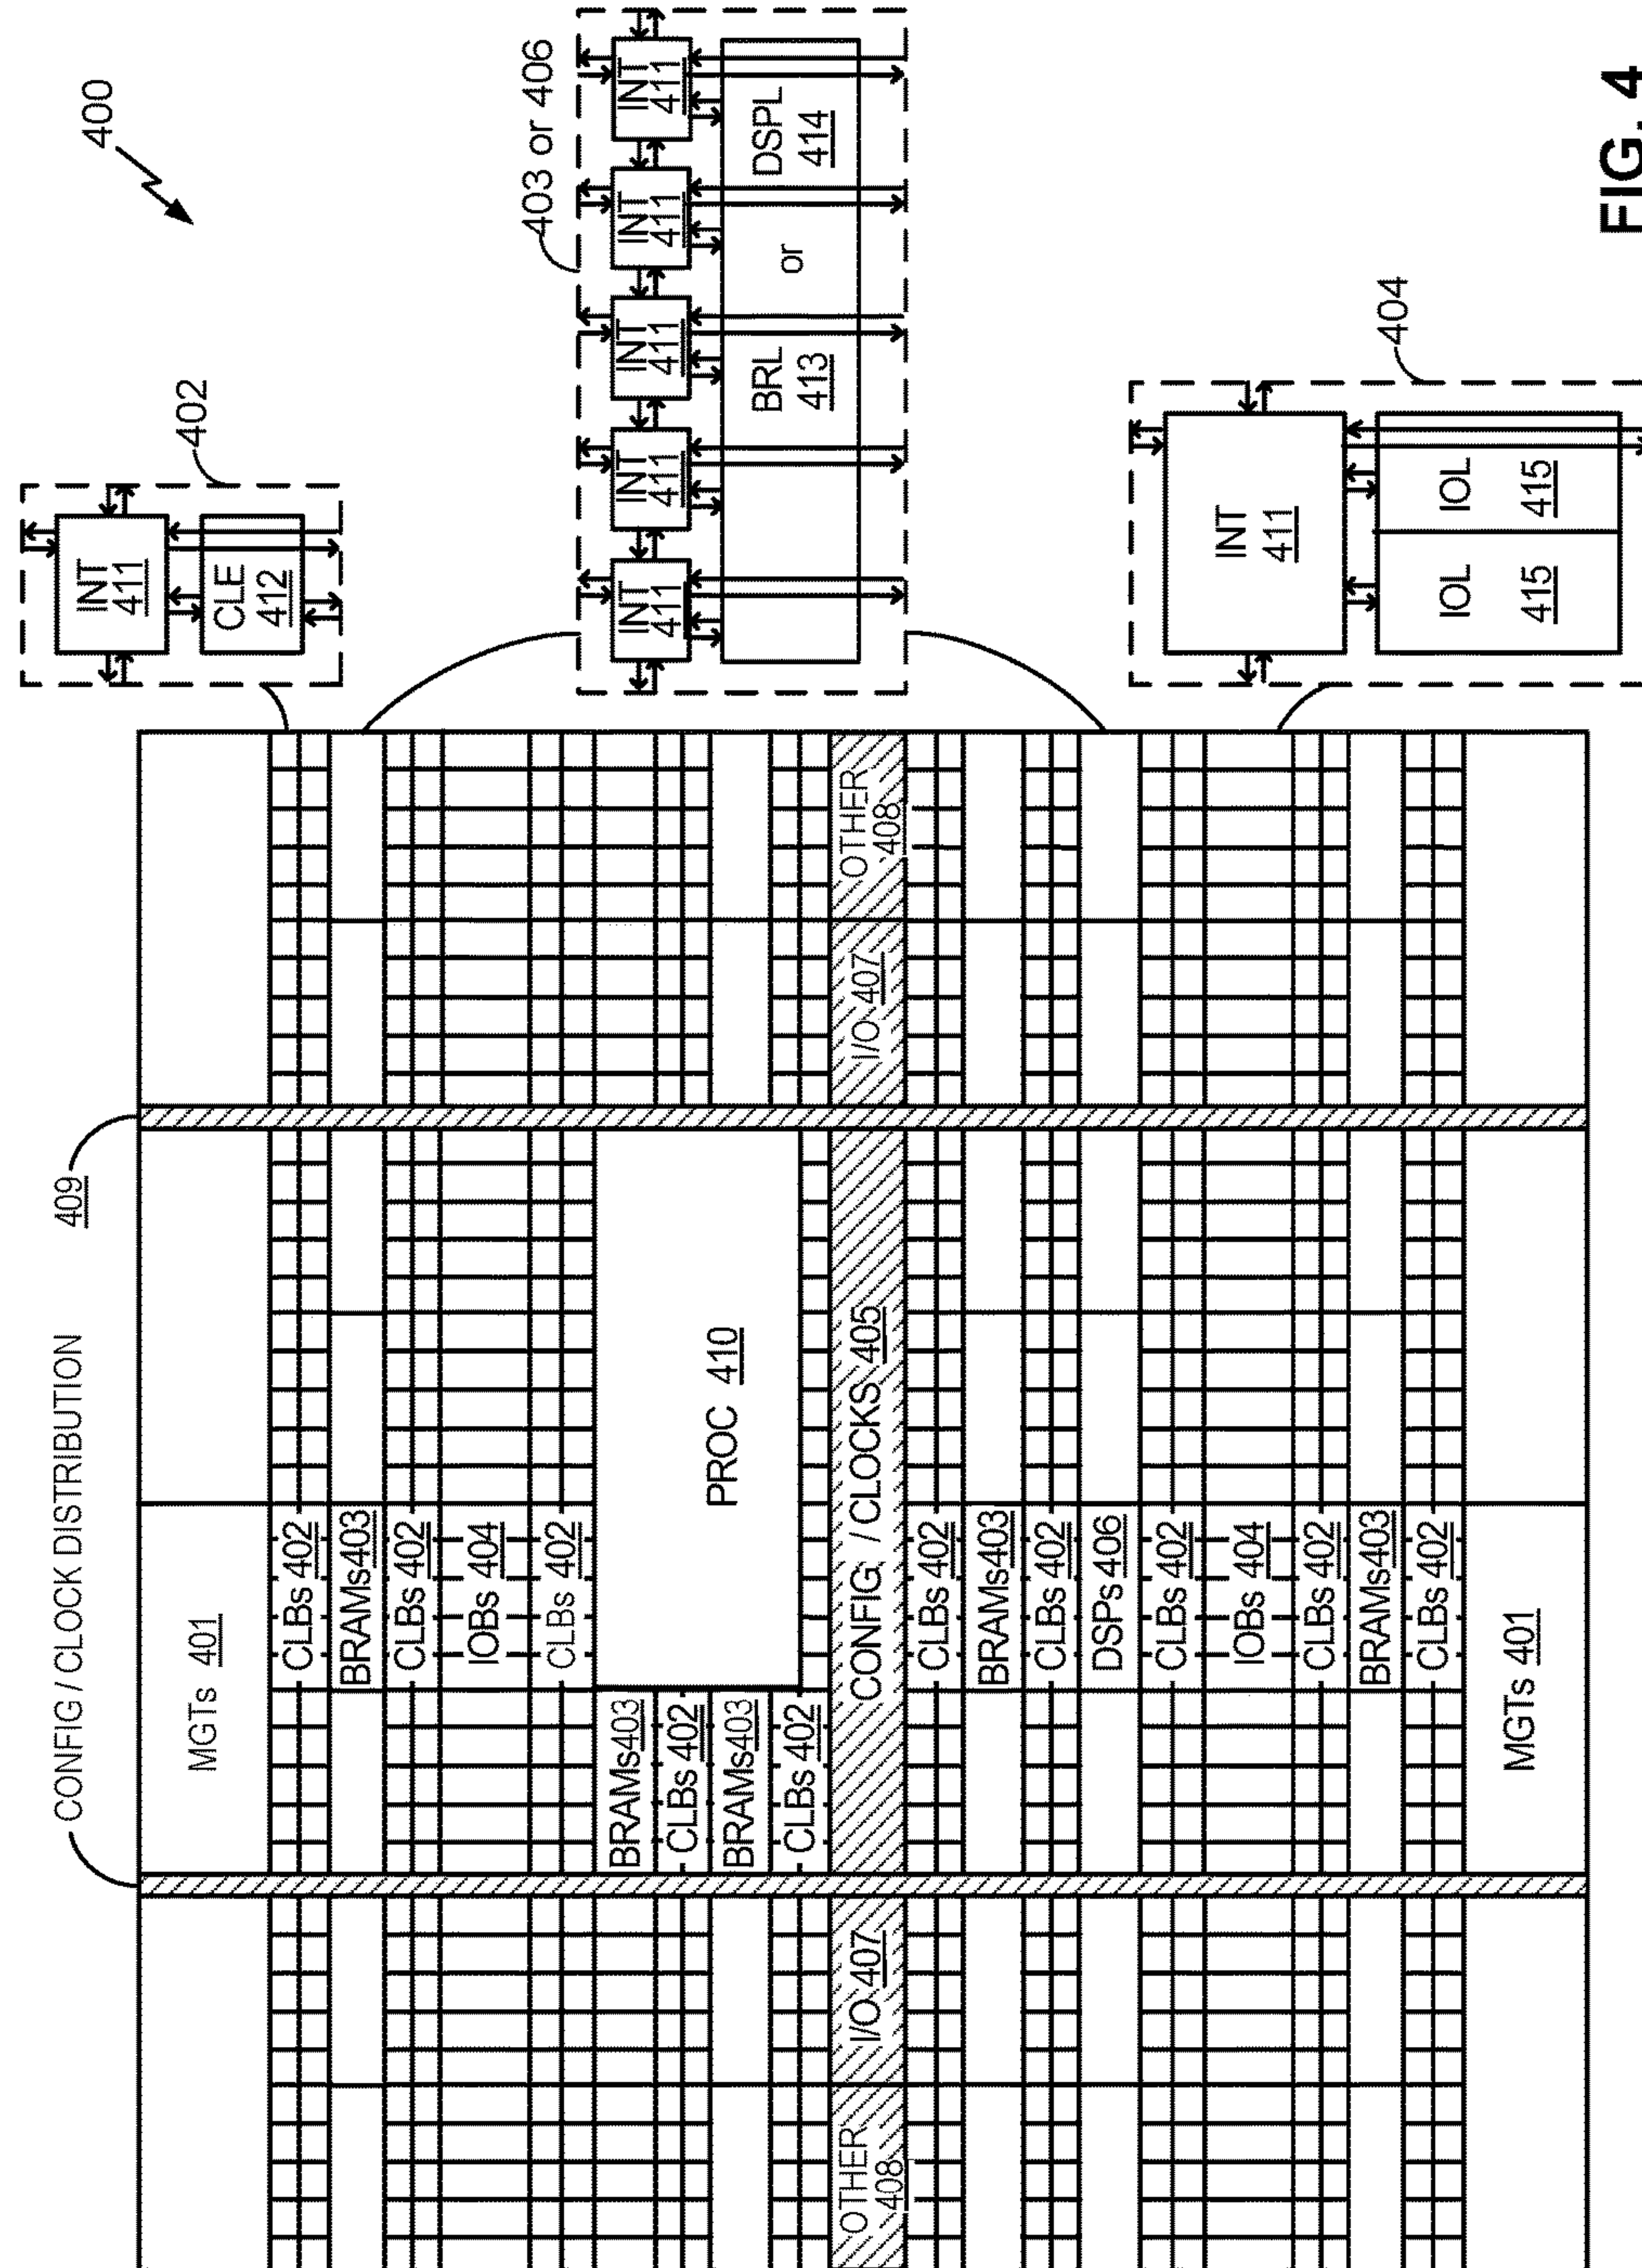 400
CONFIG / CLOCK DISTRIBUTION
409
MGTs 401
CLBs 402
BRAMs403
CLBs 402
IOBs 404
CLBs 402
BRAMs403
CLBs 402
BRAMs403
CLBs 402
PROC 410
OTHER
408
I/O 407
CONFIG / CLOCKS 405
I/O 407
OTHER
408
CLBs 402
BRAMs403
CLBs 402
DSPs 406
CLBs 402
IOBs 404
CLBs 402
BRAMs403
CLBs 402
MGTs 401
402
INT
411
CLE
412
403 or 406
INT
411
INT
411
INT
411
INT
411
INT
411
BRL or DSPL
413 414
404
INT
411
IOL IOL
415 415
FIG. 4